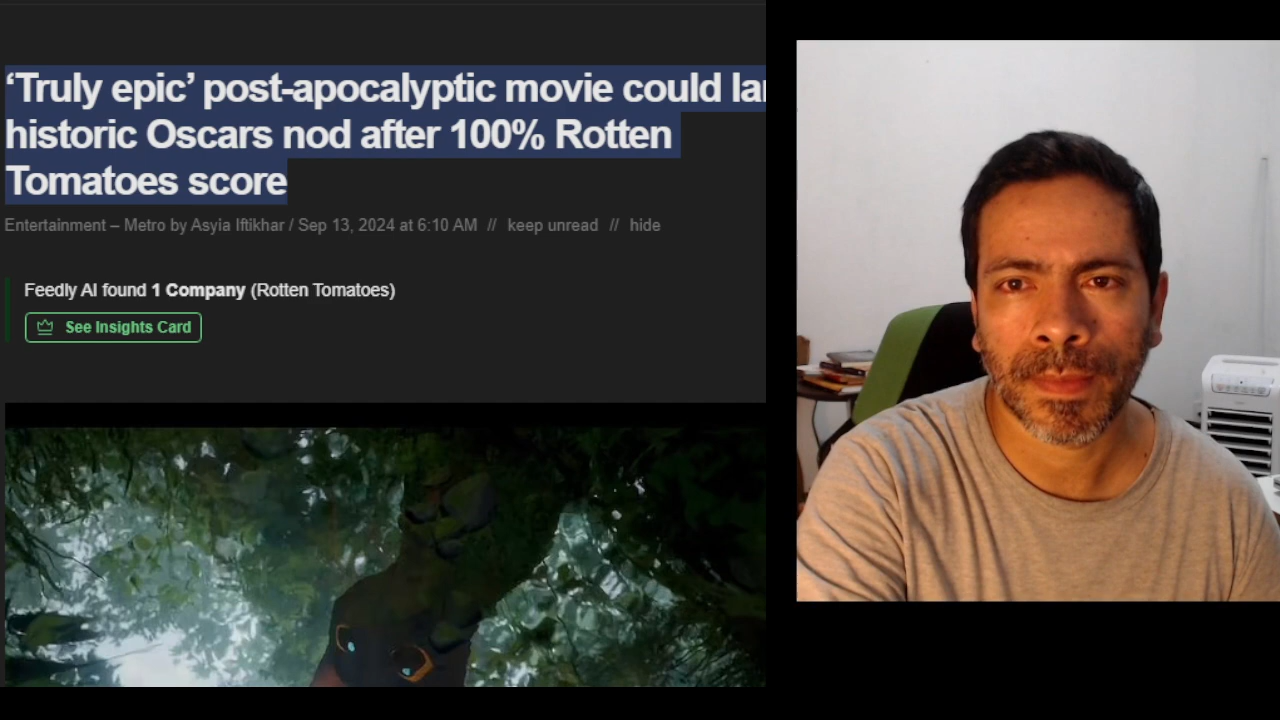 ‘Truly epic’ post-apocalyptic movie could
historic Oscars nod after 100% Rotten
Tomatoes score
Entertainment – Metro by Asyia Iftikhar / Sep 13, 2024 at 6:10 AM // keep unread // hide
Feedly AI found 1 Company (Rotten Tomatoes)
See Insights Card